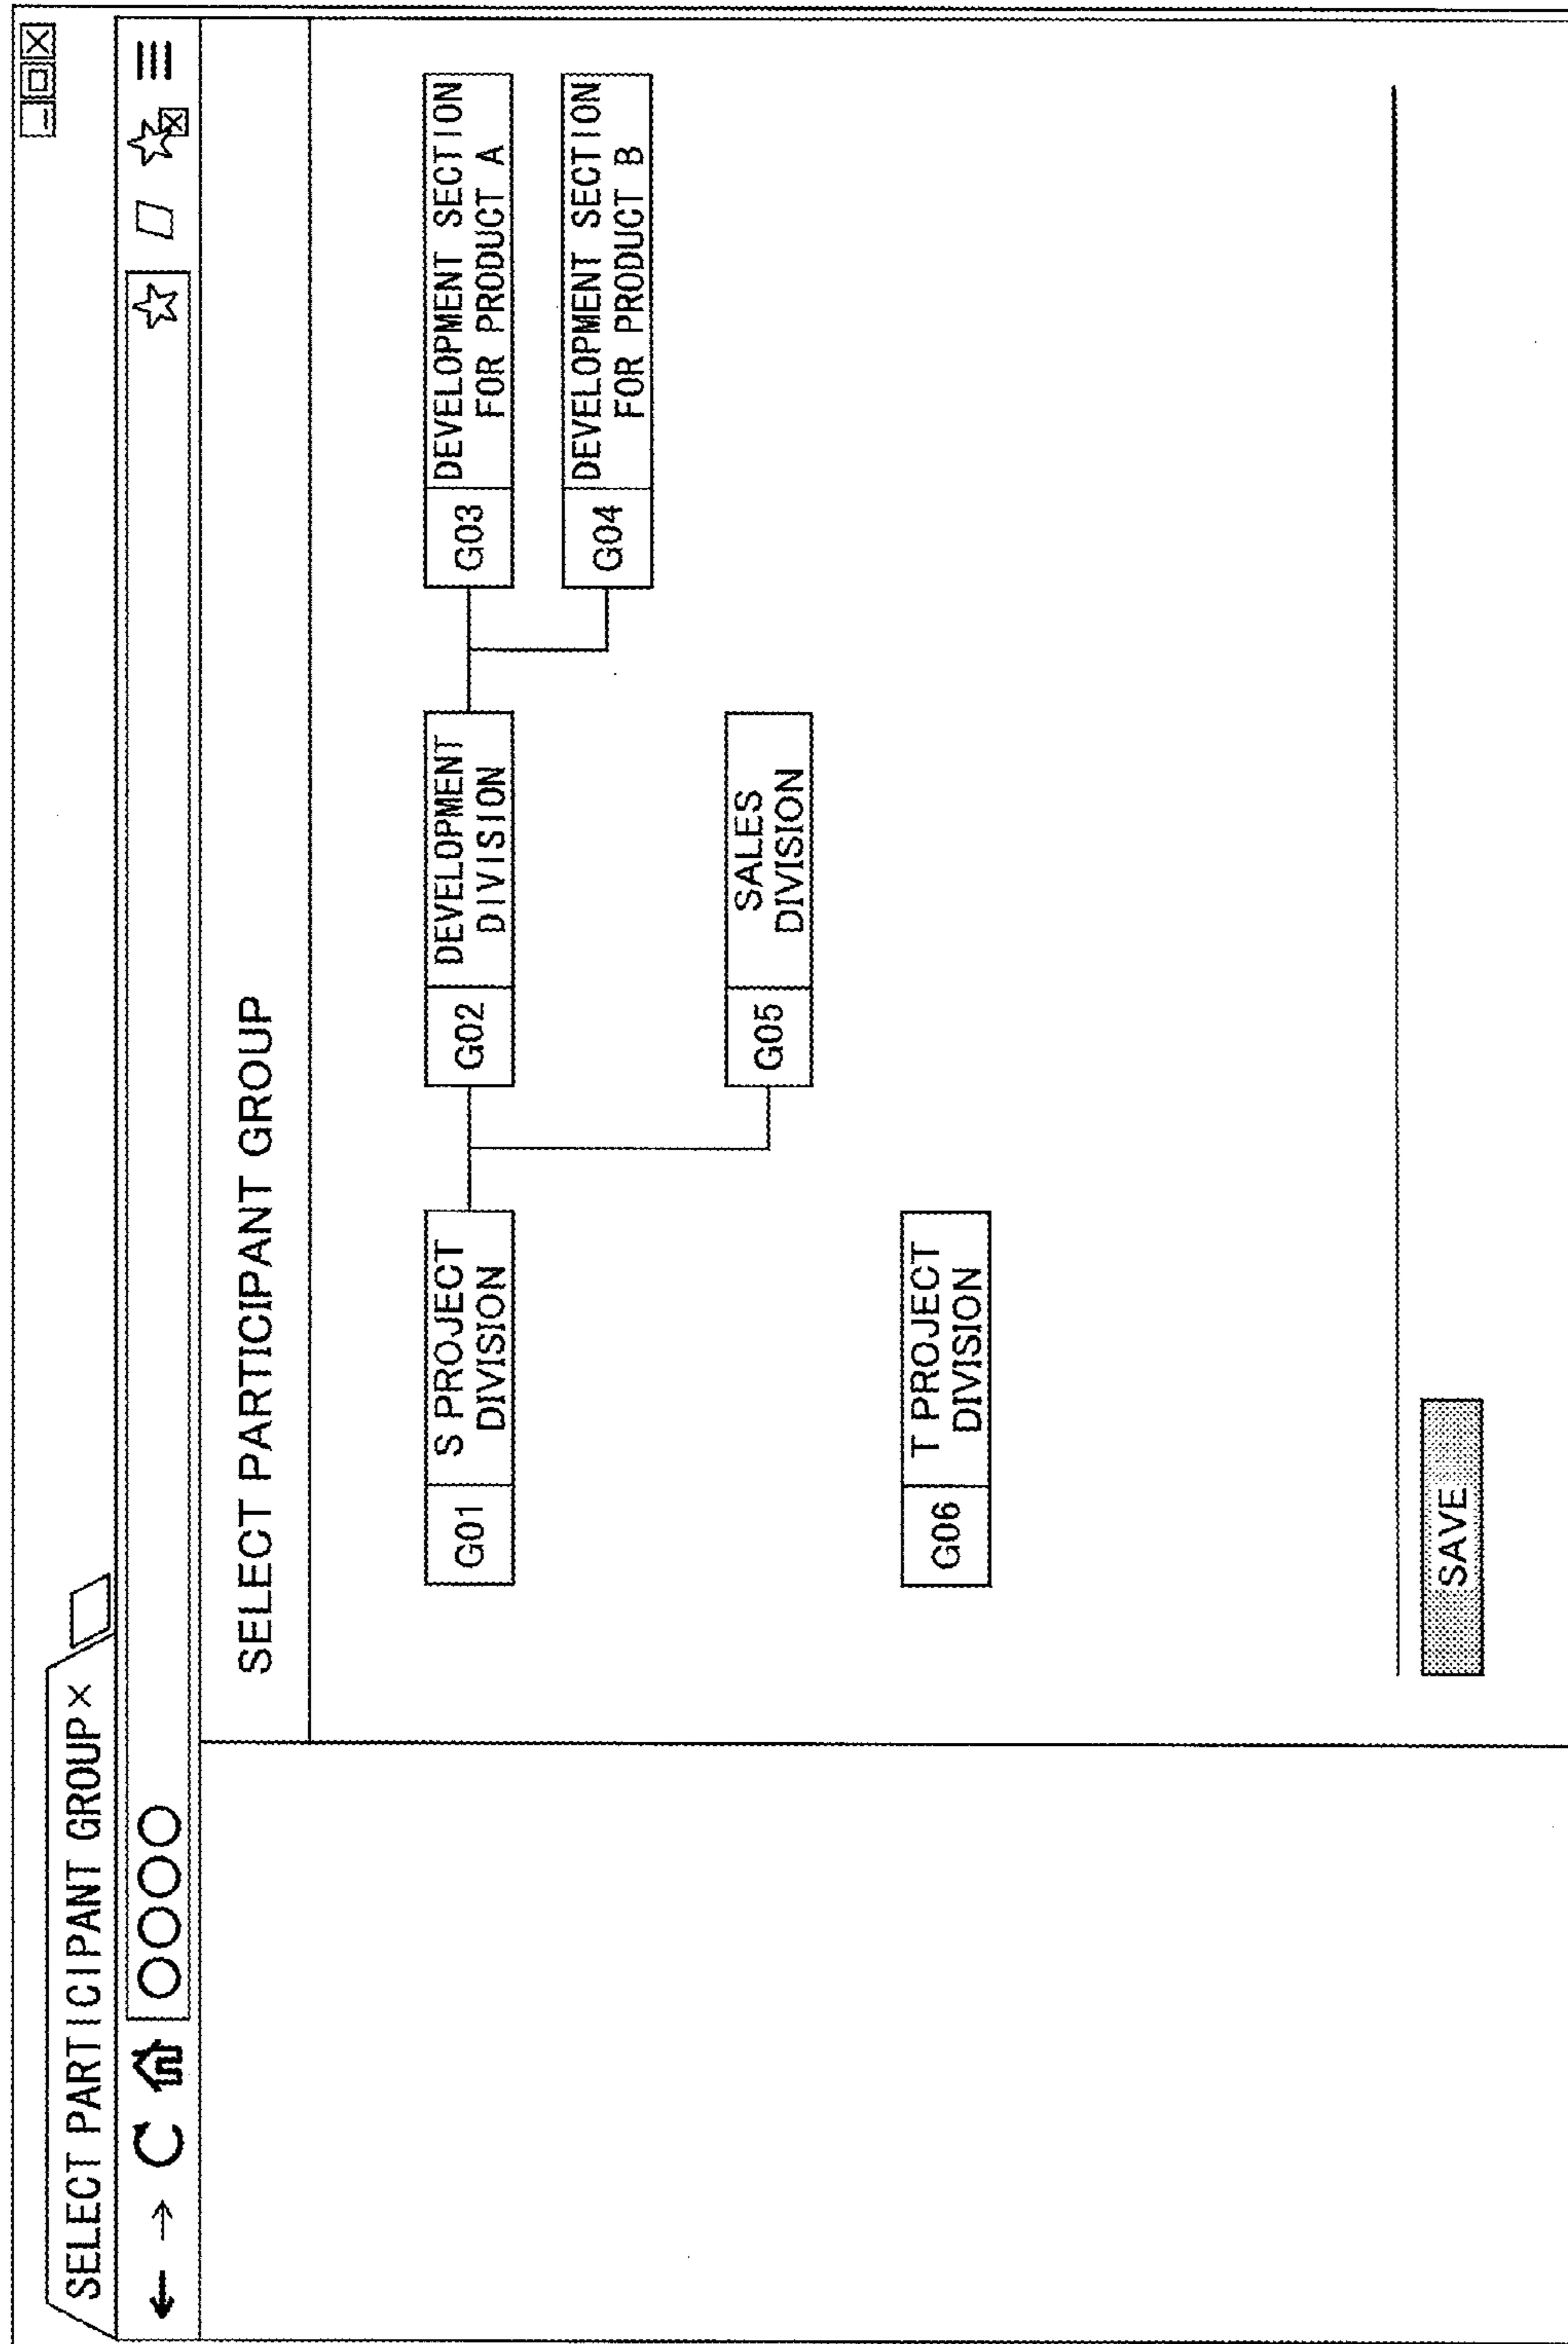 SELECT PARTICIPANT GROUP ×
SELECT PARTICIPANT GROUP
G01
S PROJECT
DIVISION
G02
DEVELOPMENT
DIVISION
G03
DEVELOPMENT SECTION
FOR PRODUCT A
G04
DEVELOPMENT SECTION
FOR PRODUCT B
G05
SALES
DIVISION
G06
T PROJECT
DIVISION
SAVE